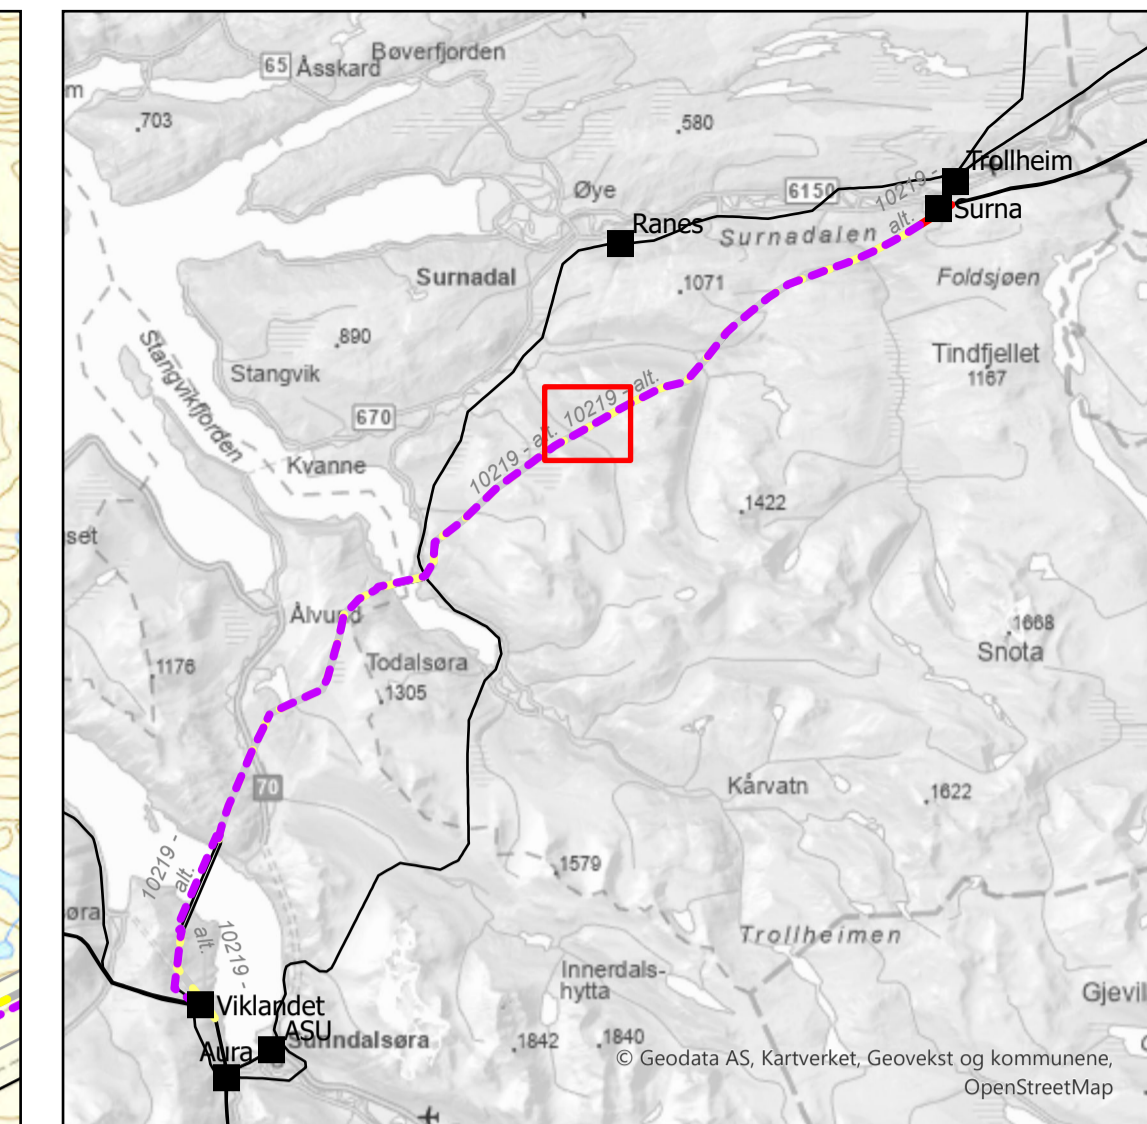 Bøverfjorden
65
Åsskard
m
703
580
Trollheim
Øye
6150
10219 -
alt.
Surna
Ranes
Surnadalen
Surnadal
1071
Foldsjøen
890
Stangvikfjorden
Tindfjellet
1167
Stangvik
10219 - alt.
670
10219 - alt.
Kvanne
1422
set
Ålvund
1668
Snota
Todalsøra
1176
1305
70
Kårvatn
1622
10219 -
alt.
1579
øra
10219 -
alt.
Trollheimen
Innerdals-
hytta
Gjevil
Viklandet
ASU
Sunndalsøra
Aura
1842
1840
© Geodata AS, Kartverket, Geovekst og kommunene,
OpenStreetMap